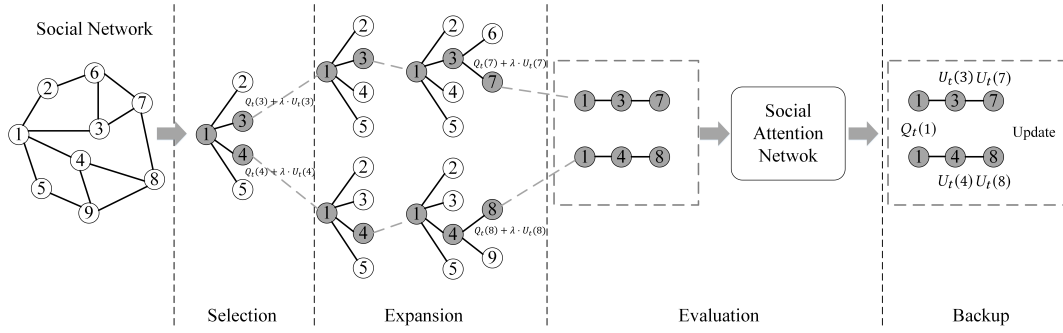 Social Network
1
2
6
7
3
4
5
8
9
1
2
3
4
5
Q_t(3) + λ · U_t(3)
Q_t(4) + λ · U_t(4)
Selection
1
2
3
4
5
1
2
3
4
5
6
7
Q_t(7) + λ · U_t(7)
1
2
3
4
5
1
2
3
4
5
8
9
Q_t(8) + λ · U_t(8)
Expansion
1 3 7
1 4 8
Social
Attention
Netwok
Evaluation
U_t(3) U_t(7)
1 3 7
Q_t(1)
Update
1 4 8
U_t(4) U_t(8)
Backup